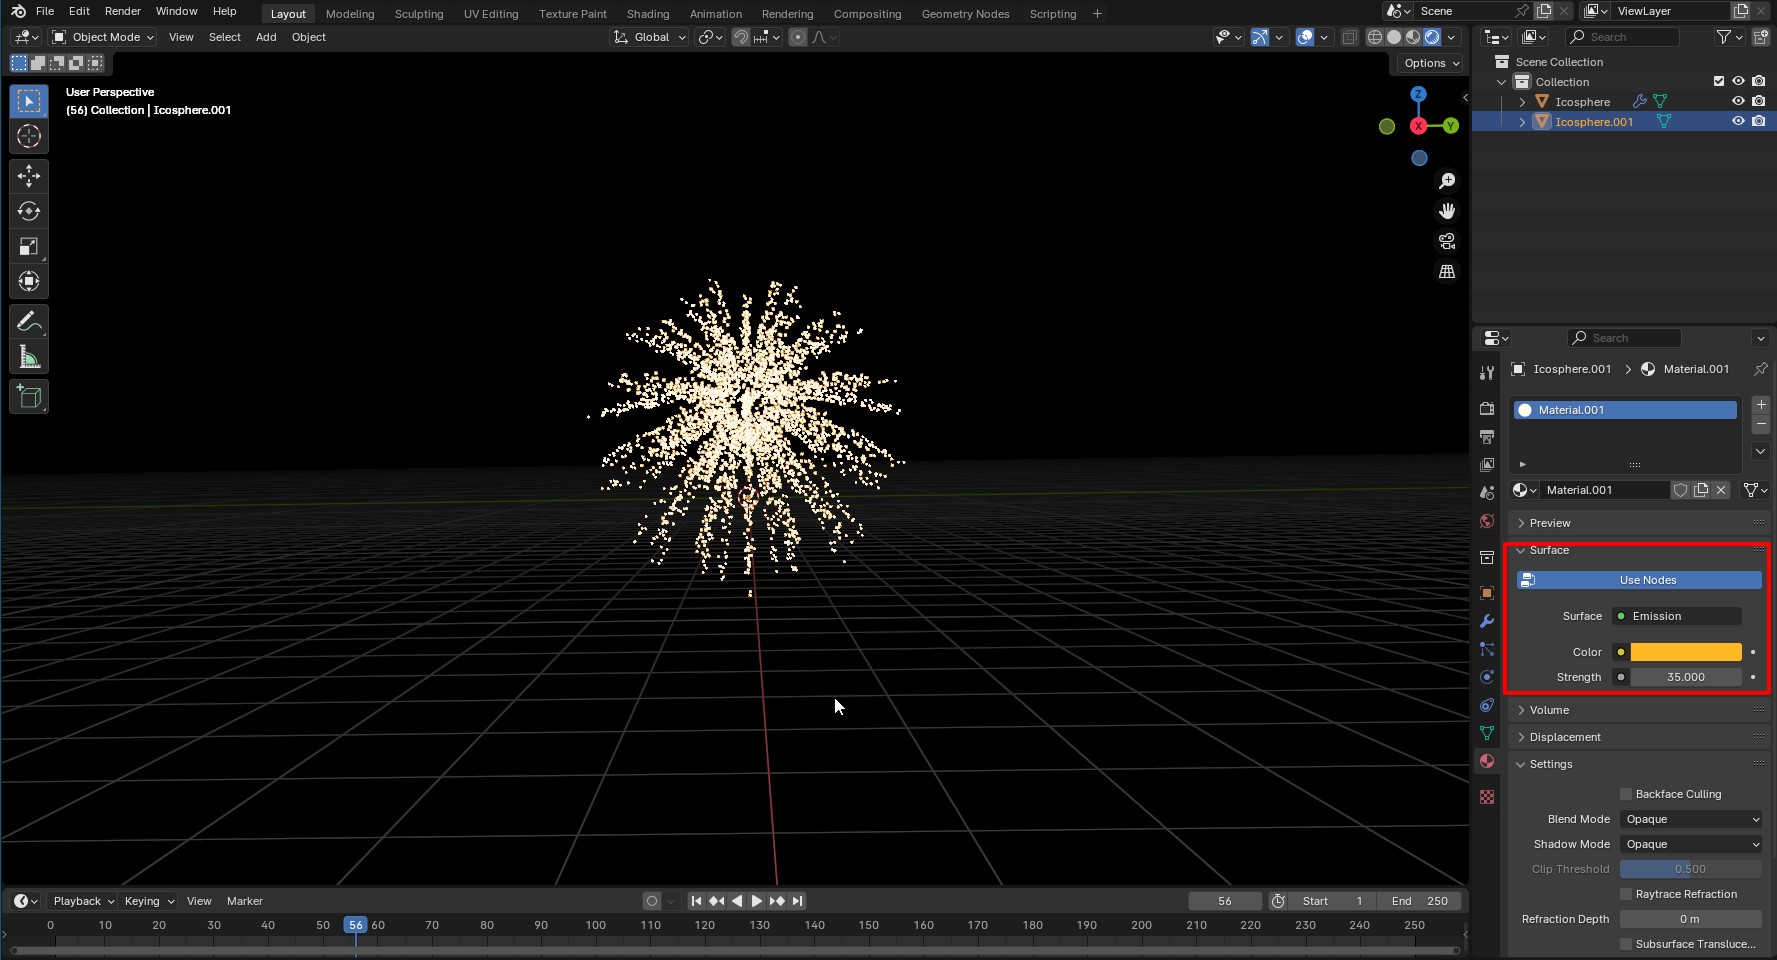 File Edit Render Window Help Layout Modeling Sculpting UV Editing Texture Paint Shading Animation Rendering Compositing Geometry Nodes Scripting + Scene ViewLayer
Object Mode View Select Add Object Global Search
Options
User Perspective
(56) Collection | Icosphere.001
Z
X
Y
Scene Collection
Collection
Icosphere
Icosphere.001
Search
Icosphere.001 > Material.001
Material.001
Material.001
Preview
Surface
Use Nodes
Surface Emission
Color
Strength 35.000
Volume
Displacement
Settings
Backface Culling
Blend Mode Opaque
Shadow Mode Opaque
Clip Threshold 0.500
Raytrace Refraction
Refraction Depth 0 m
Subsurface Transluce...
Playback Keying View Marker 56 Start 1 End 250
0 10 20 30 40 50 56 60 70 80 90 100 110 120 130 140 150 160 170 180 190 200 210 220 230 240 250